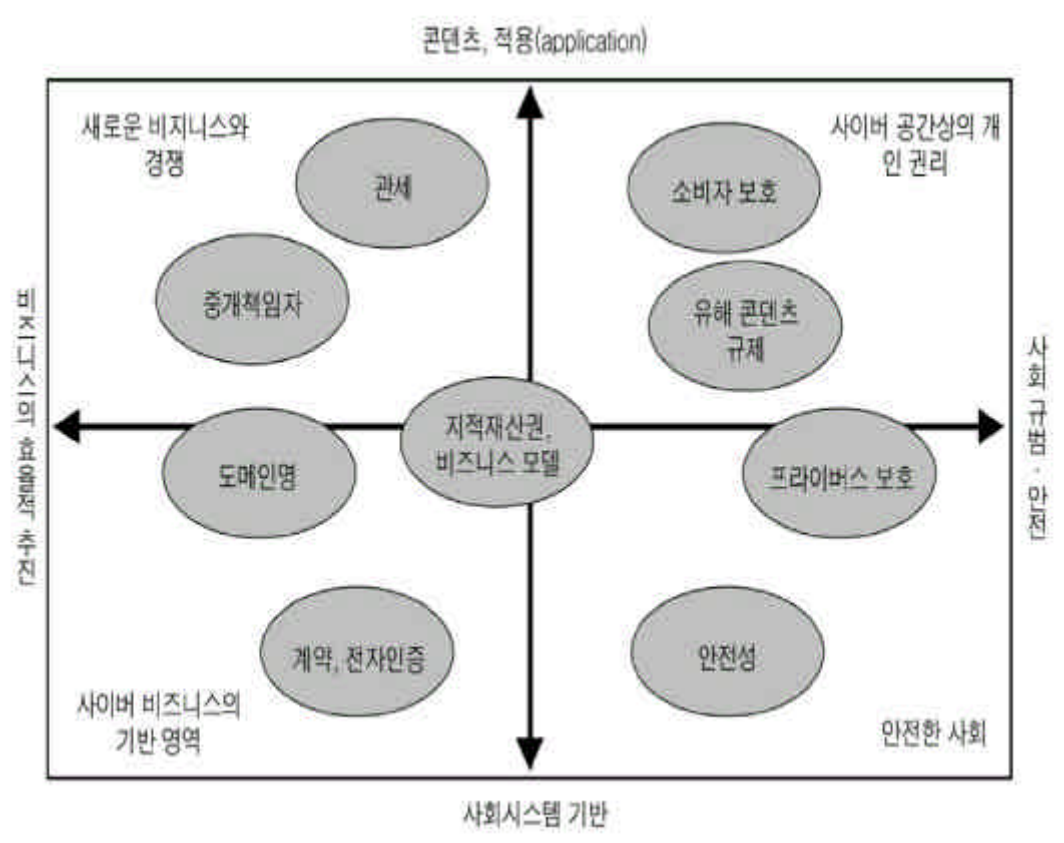 콘텐츠, 적용(application)
새로운 비지니스와
경쟁
관세
소비자 보호
사이버 공간상의 개
인 권리
중개책임자
유해 콘덴츠
규제
비즈니스의 효율적 추진
지적재산권,
비즈니스 모델
사회 규범·안전
도메인명
프라이버스 보호
계약, 전자인증
안전성
사이버 비즈니스의
기반 영역
안전한 사회
사회시스템 기반